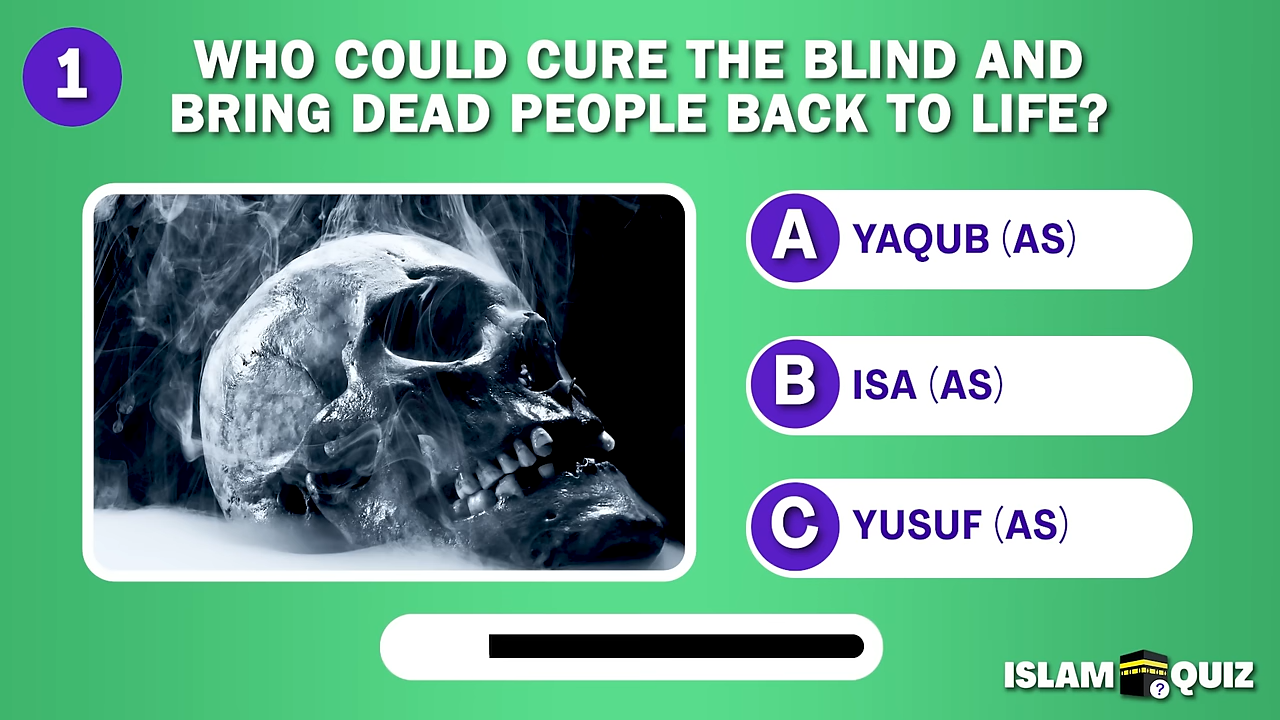 1
WHO COULD CURE THE BLIND AND
BRING DEAD PEOPLE BACK TO LIFE?
A YAQUB (AS)
B ISA (AS)
C YUSUF (AS)
ISLAM ? QUIZ